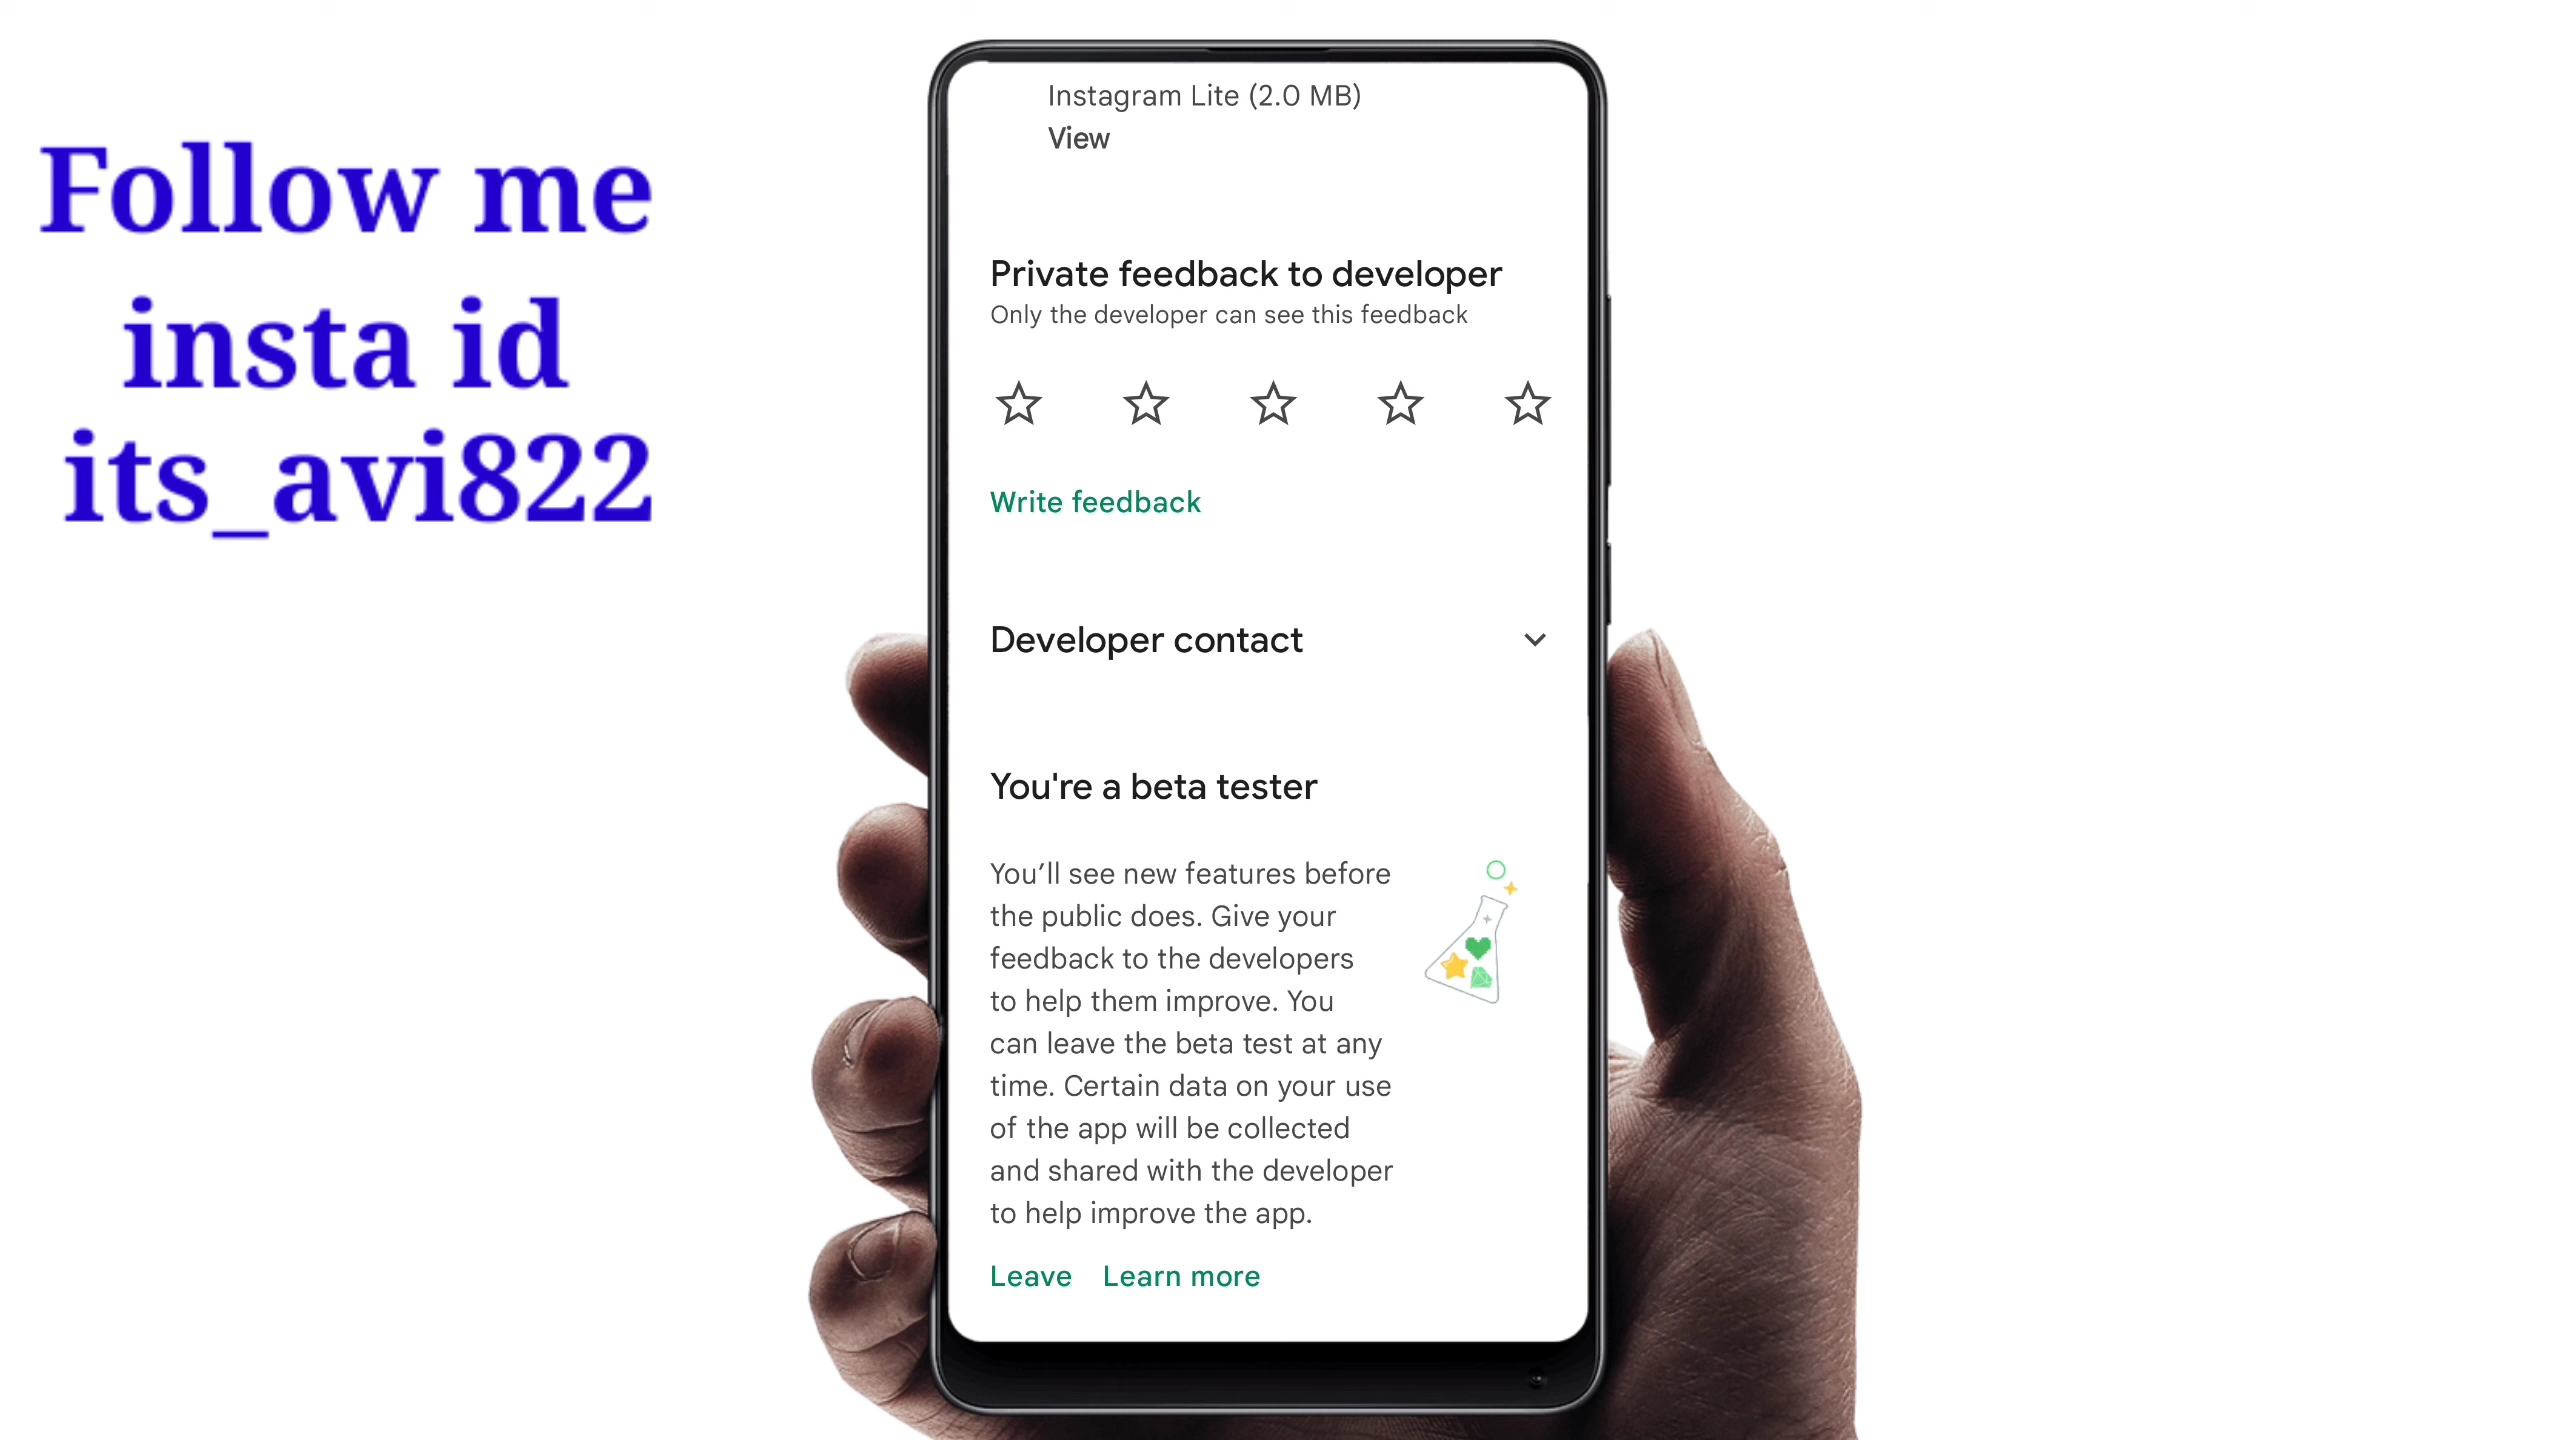 Follow me
insta id
its_avi822
Instagram Lite (2.0 MB)
View
Private feedback to developer
Only the developer can see this feedback
Write feedback
Developer contact
You're a beta tester
You’ll see new features before
the public does. Give your
feedback to the developers
to help them improve. You
can leave the beta test at any
time. Certain data on your use
of the app will be collected
and shared with the developer
to help improve the app.
Leave Learn more